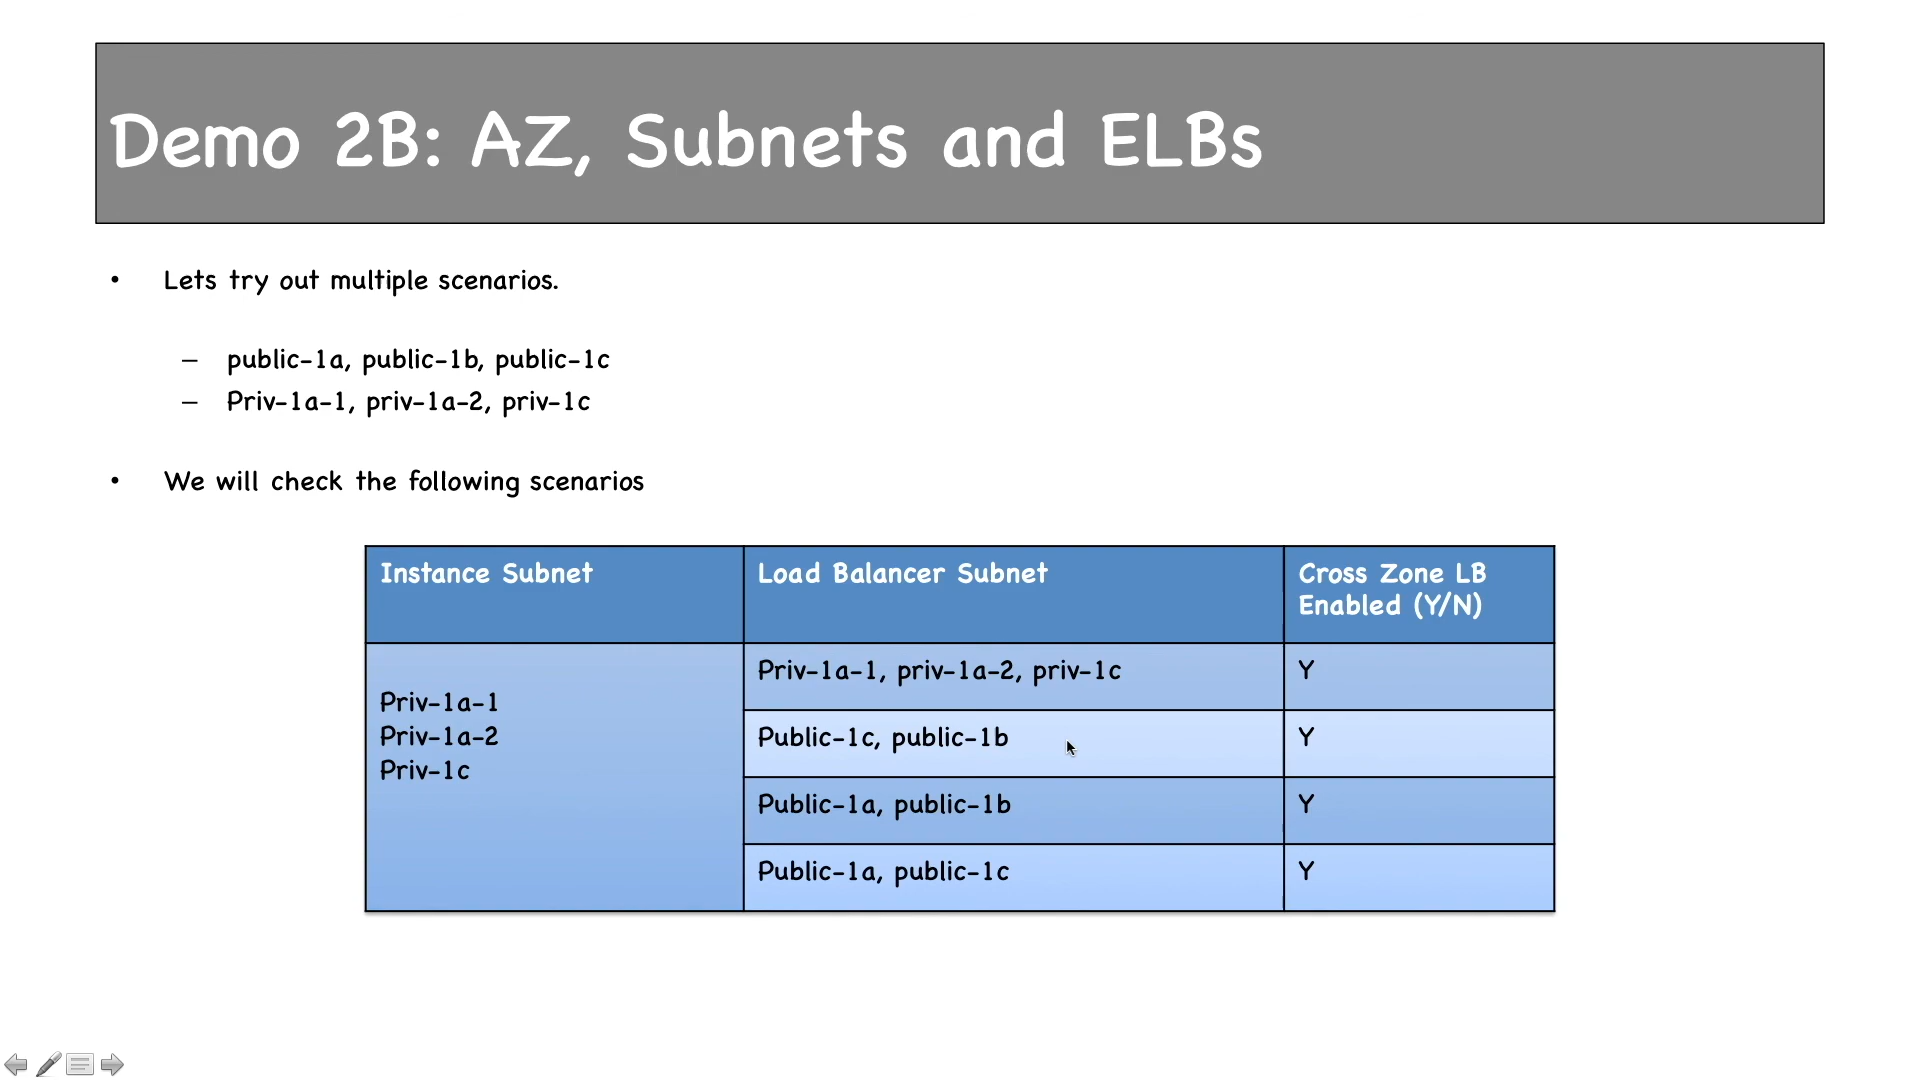 Demo 2B: AZ, Subnets and ELBs
• Lets try out multiple scenarios.
– public-1a, public-1b, public-1c
– Priv-1a-1, priv-1a-2, priv-1c
• We will check the following scenarios
Instance Subnet
Load Balancer Subnet
Cross Zone LB
Enabled (Y/N)
Priv-1a-1
Priv-1a-2
Priv-1c
Priv-1a-1, priv-1a-2, priv-1c
Y
Public-1c, public-1b
Y
Public-1a, public-1b
Y
Public-1a, public-1c
Y